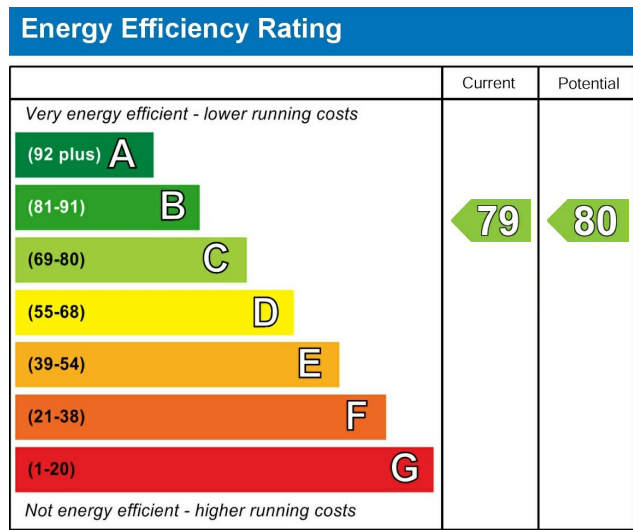 Energy Efficiency Rating
Current Potential
Very energy efficient - lower running costs
(92 plus) A
(81-91) B
79 80
(69-80) C
(55-68) D
(39-54) E
(21-38) F
(1-20) G
Not energy efficient - higher running costs